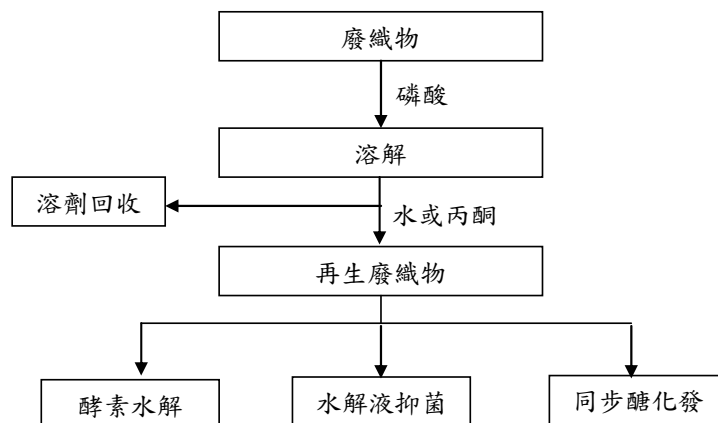 廢織物
磷酸
溶解
溶劑回收
水或丙酮
再生廢織物
酵素水解
水解液抑菌
同步醣化發